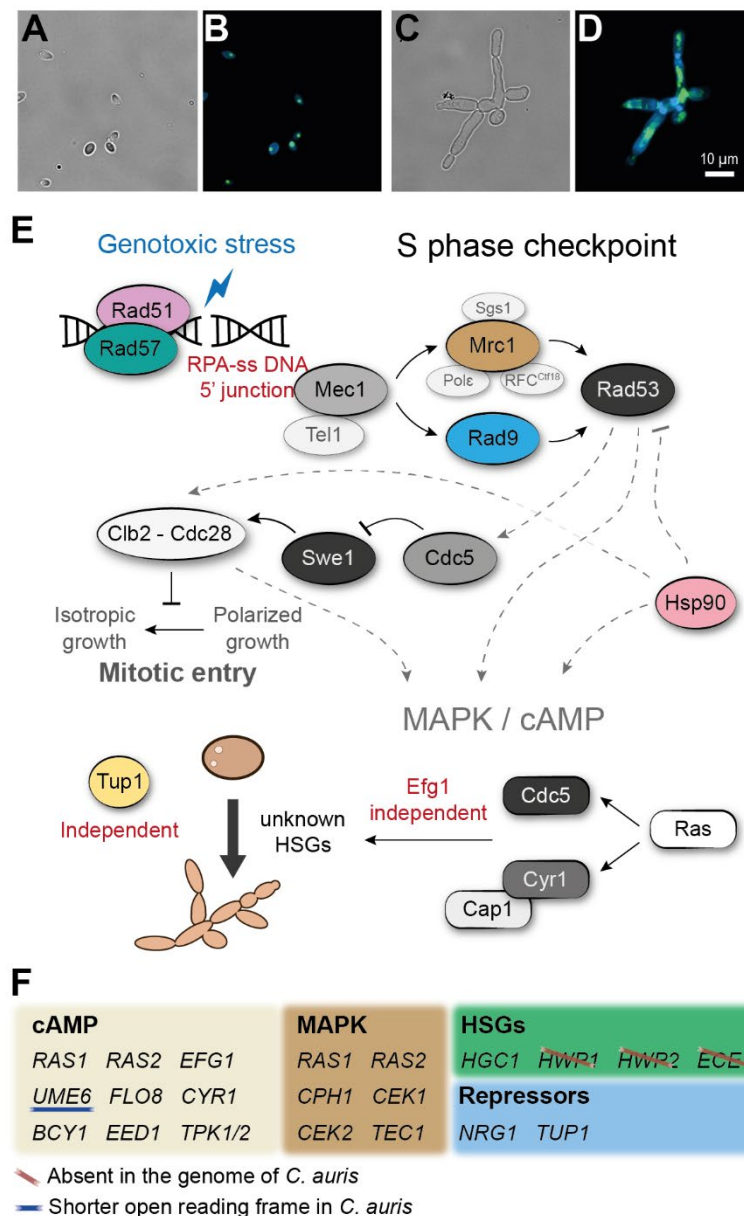 A
B
C
D
10 µm
E
Genotoxic stress
S phase checkpoint
Rad51
Rad57
RPA-ss DNA
5' junction
Mec1
Tel1
Sgs1
Mrc1
Polε
RFC^Ctf18
Rad9
Rad53
Clb2 - Cdc28
Swe1
Cdc5
Hsp90
Isotropic
growth
Polarized
growth
Mitotic entry
MAPK / cAMP
Tup1
Independent
unknown
HSGs
Efg1
independent
Cdc5
Ras
Cyr1
Cap1
F
cAMP
RAS1 RAS2 EFG1
UME6 FLO8 CYR1
BCY1 EED1 TPK1/2
MAPK
RAS1 RAS2
CPH1 CEK1
CEK2 TEC1
HSGs
HGC1 HWP1 HWP2 ECE
Repressors
NRG1 TUP1
Absent in the genome of C. auris
Shorter open reading frame in C. auris